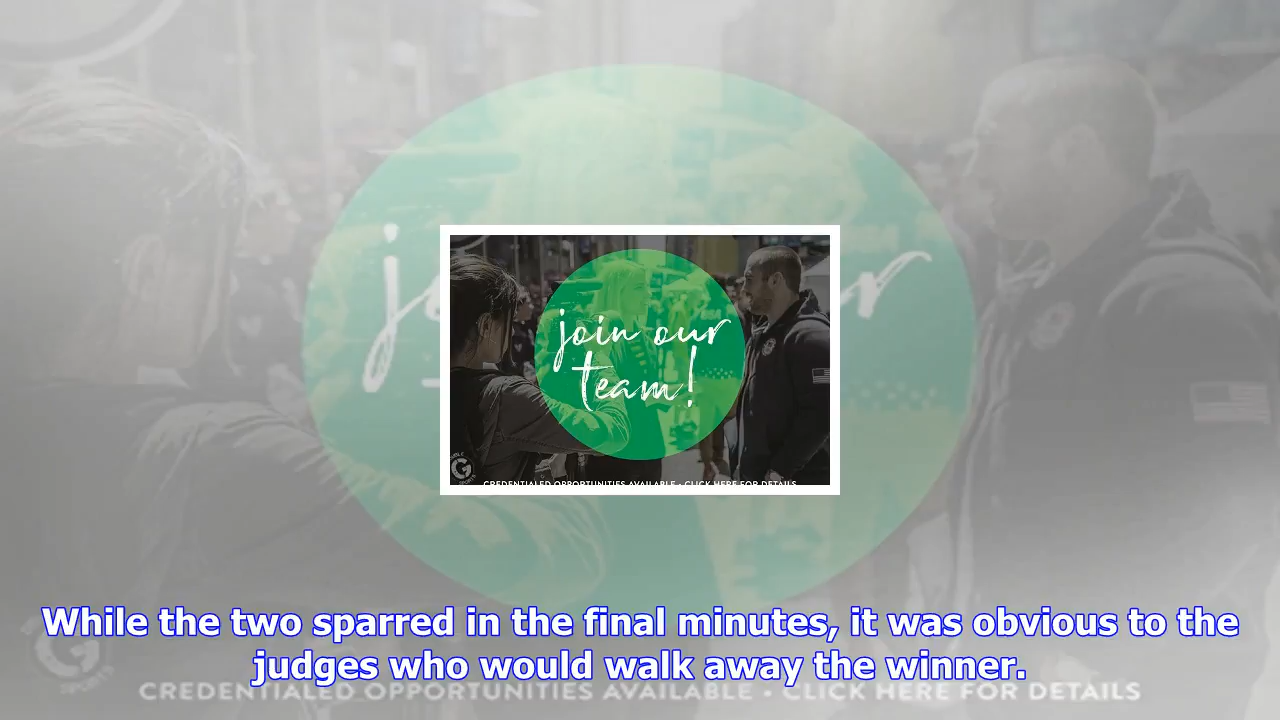 join our
team!
CREDENTIALED OPPORTUNITIES AVAILABLE • CLICK HERE FOR DETAILS
While the two sparred in the final minutes, it was obvious to the
judges who would walk away the winner.
CREDENTIALED OPPORTUNITIES AVAILABLE • CLICK HERE FOR DETAILS